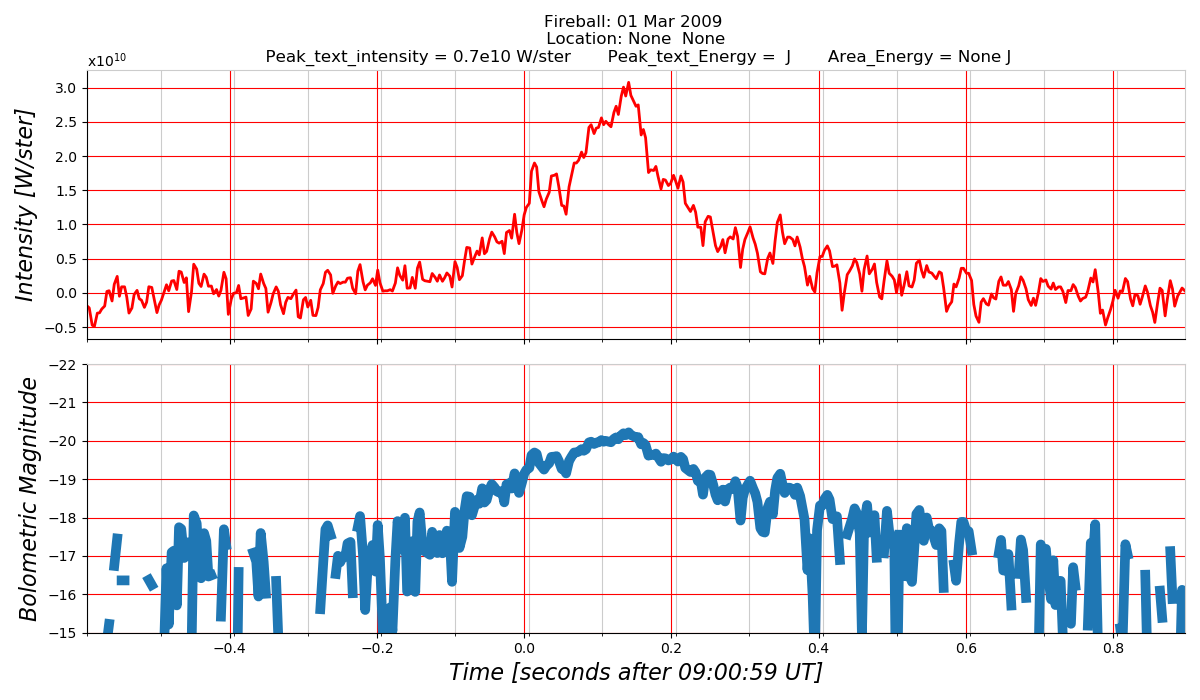 Fireball: 01 Mar 2009
Location: None  None
Peak_text_intensity = 0.7e10 W/ster       Peak_text_Energy =  J       Area_Energy = None J
x10¹⁰
3.0
2.5
2.0
1.5
1.0
0.5
0.0
−0.5
Intensity [W/ster]
−22
−21
−20
−19
−18
−17
−16
−15
Bolometric Magnitude
−0.4 −0.2 0.0 0.2 0.4 0.6 0.8
Time [seconds after 09:00:59 UT]